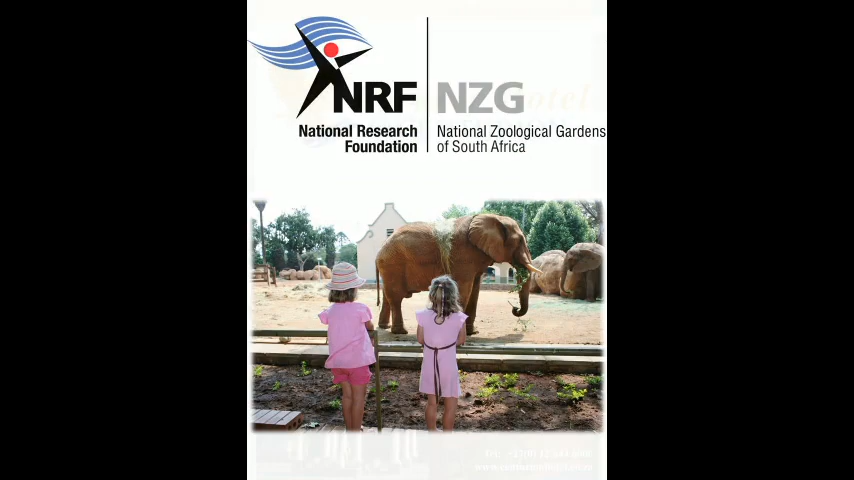 NRF
National Research
Foundation
NZG
National Zoological Gardens
of South Africa